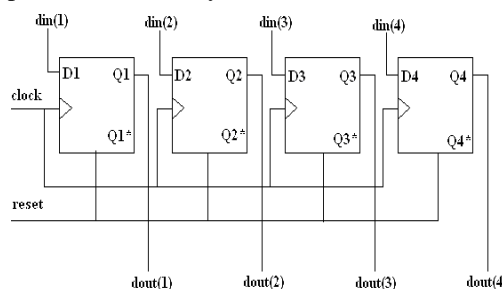 din(1) din(2) din(3) din(4)
D1 Q1 D2 Q2 D3 Q3 D4 Q4
clock
Q1* Q2* Q3* Q4*
reset
dout(1) dout(2) dout(3) dout(4